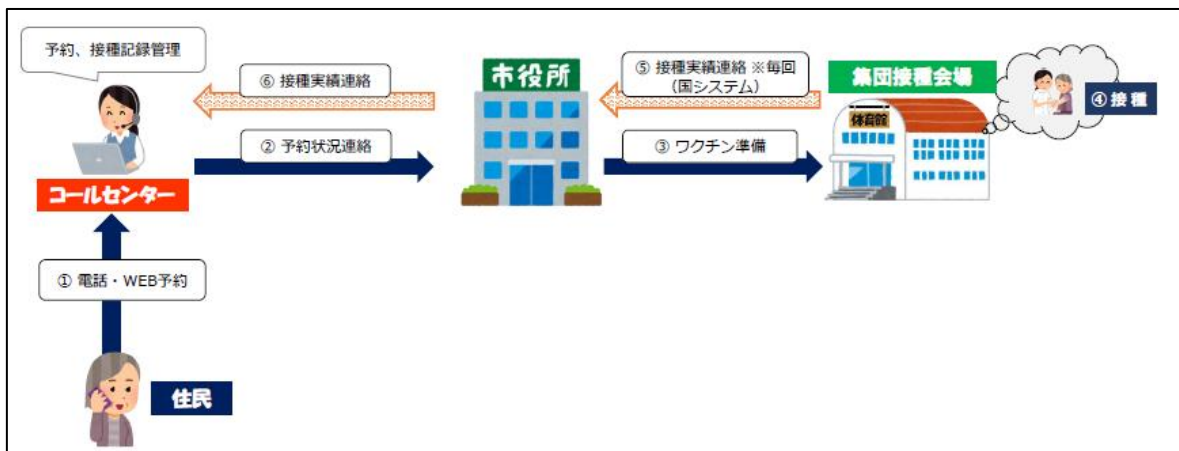 予約、接種記録管理
⑥ 接種実績連絡
市役所
⑤ 接種実績連絡 ※毎回
(国システム)
集団接種会場
④接種
体育館
② 予約状況連絡
③ ワクチン準備
コールセンター
① 電話・WEB予約
住民